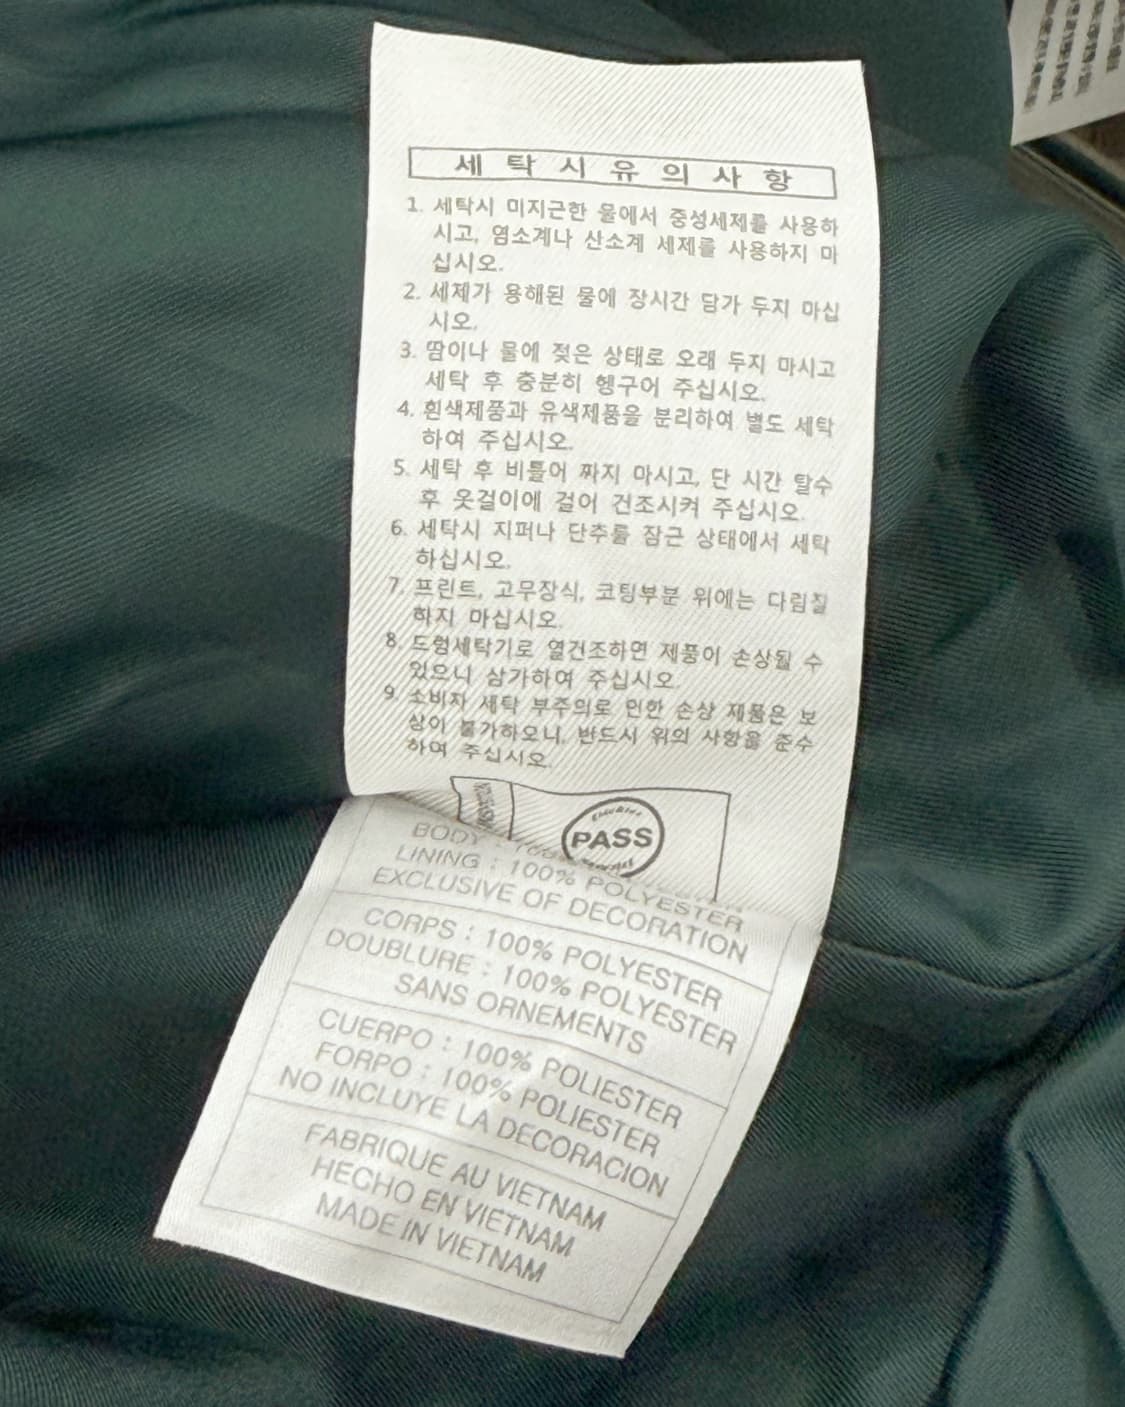 세탁시유의사항
1. 세탁시 미지근한 물에서 중성세제를 사용하
시고, 염소계나 산소계 세제를 사용하지 마
십시오.
2. 세제가 용해된 물에 장시간 담가 두지 마십
시오.
3. 땀이나 물에 젖은 상태로 오래 두지 마시고
세탁 후 충분히 헹구어 주십시오.
4. 흰색제품과 유색제품을 분리하여 별도 세탁
하여 주십시오.
5. 세탁 후 비틀어 짜지 마시고, 단 시간 탈수
후 옷걸이에 걸어 건조시켜 주십시오.
6. 세탁시 지퍼나 단추를 잠근 상태에서 세탁
하십시오.
7. 프린트, 고무장식, 코팅부분 위에는 다림질
하지 마십시오.
8. 드럼세탁기로 열건조하면 제품이 손상될 수
있으니 삼가하여 주십시오.
9. 소비자 세탁 부주의로 인한 손상 제품은 보
상이 불가하오니, 반드시 위의 사항을 준수
하여 주십시오.
PASS
BODY : 100%
LINING : 100% POLYESTER
EXCLUSIVE OF DECORATION
CORPS : 100% POLYESTER
DOUBLURE : 100% POLYESTER
SANS ORNEMENTS
CUERPO : 100% POLIESTER
FORPO : 100% POLIESTER
NO INCLUYE LA DECORACION
FABRIQUE AU VIETNAM
HECHO EN VIETNAM
MADE IN VIETNAM